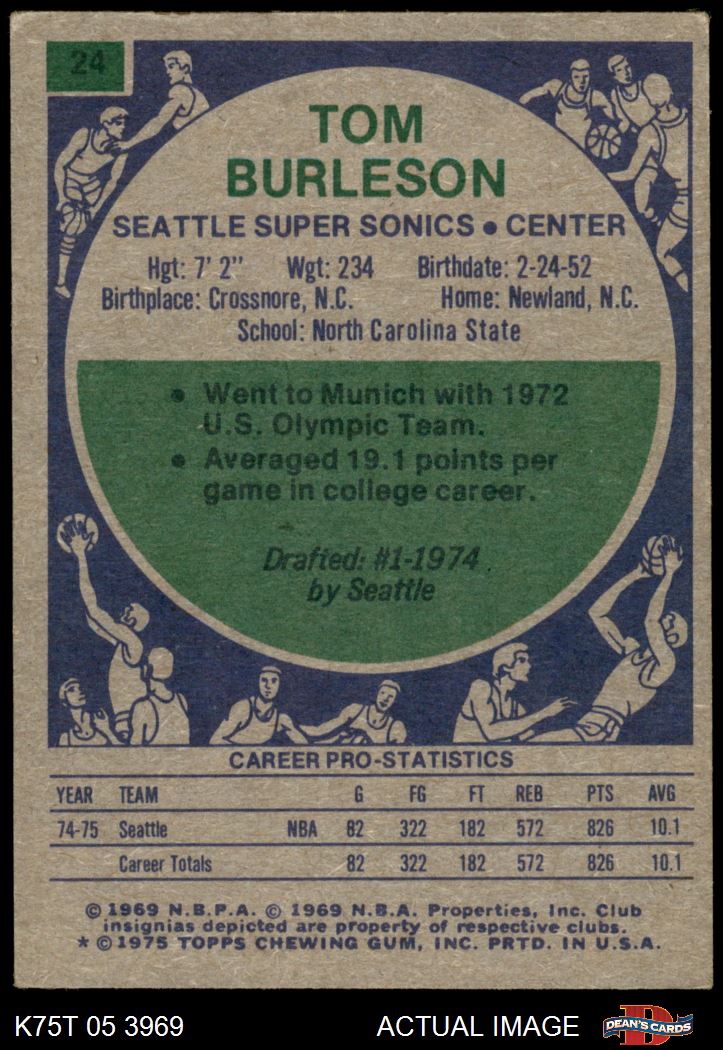 24
TOM
BURLESON
SEATTLE SUPER SONICS • CENTER
Hgt: 7' 2" Wgt: 234 Birthdate: 2-24-52
Birthplace: Crossnore, N.C. Home: Newland, N.C.
School: North Carolina State
• Went to Munich with 1972
U.S. Olympic Team.
• Averaged 19.1 points per
game in college career.
Drafted: #1-1974
by Seattle
CAREER PRO-STATISTICS
YEAR TEAM G FG FT REB PTS AVG
74-75 Seattle NBA 82 322 182 572 826 10.1
Career Totals 82 322 182 572 826 10.1
© 1969 N.B.P.A. © 1969 N.B.A. Properties, Inc. Club
insignias depicted are property of respective clubs.
* © 1975 TOPPS CHEWING GUM, INC. PRTD. IN U.S.A.
K75T 05 3969 ACTUAL IMAGE D DEAN'S CARDS